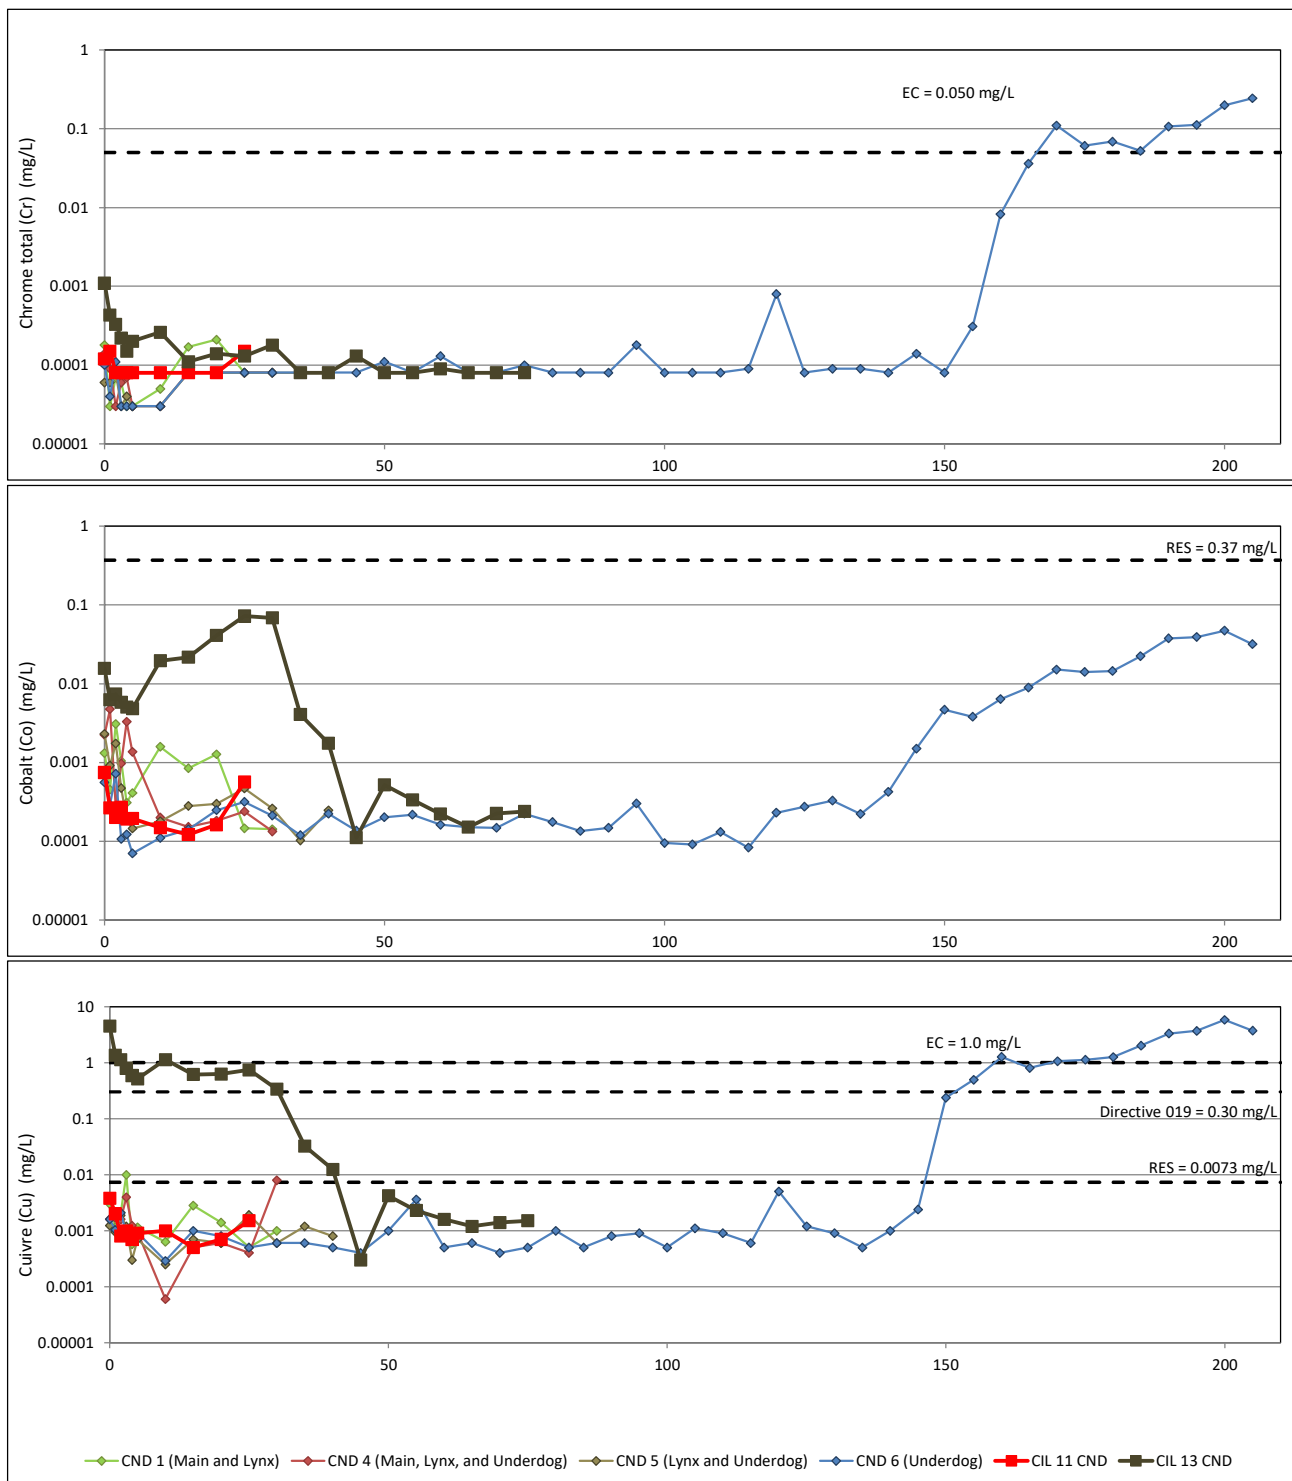 1
EC = 0.050 mg/L
0.1
0.01
0.001
0.0001
0.00001
Chrome total (Cr) (mg/L)
0 50 100 150 200
1
RES = 0.37 mg/L
0.1
0.01
0.001
0.0001
0.00001
Cobalt (Co) (mg/L)
0 50 100 150 200
10
EC = 1.0 mg/L
1
Directive 019 = 0.30 mg/L
0.1
RES = 0.0073 mg/L
0.01
0.001
0.0001
0.00001
Cuivre (Cu) (mg/L)
0 50 100 150 200
CND 1 (Main and Lynx) CND 4 (Main, Lynx, and Underdog) CND 5 (Lynx and Underdog) CND 6 (Underdog) CIL 11 CND CIL 13 CND